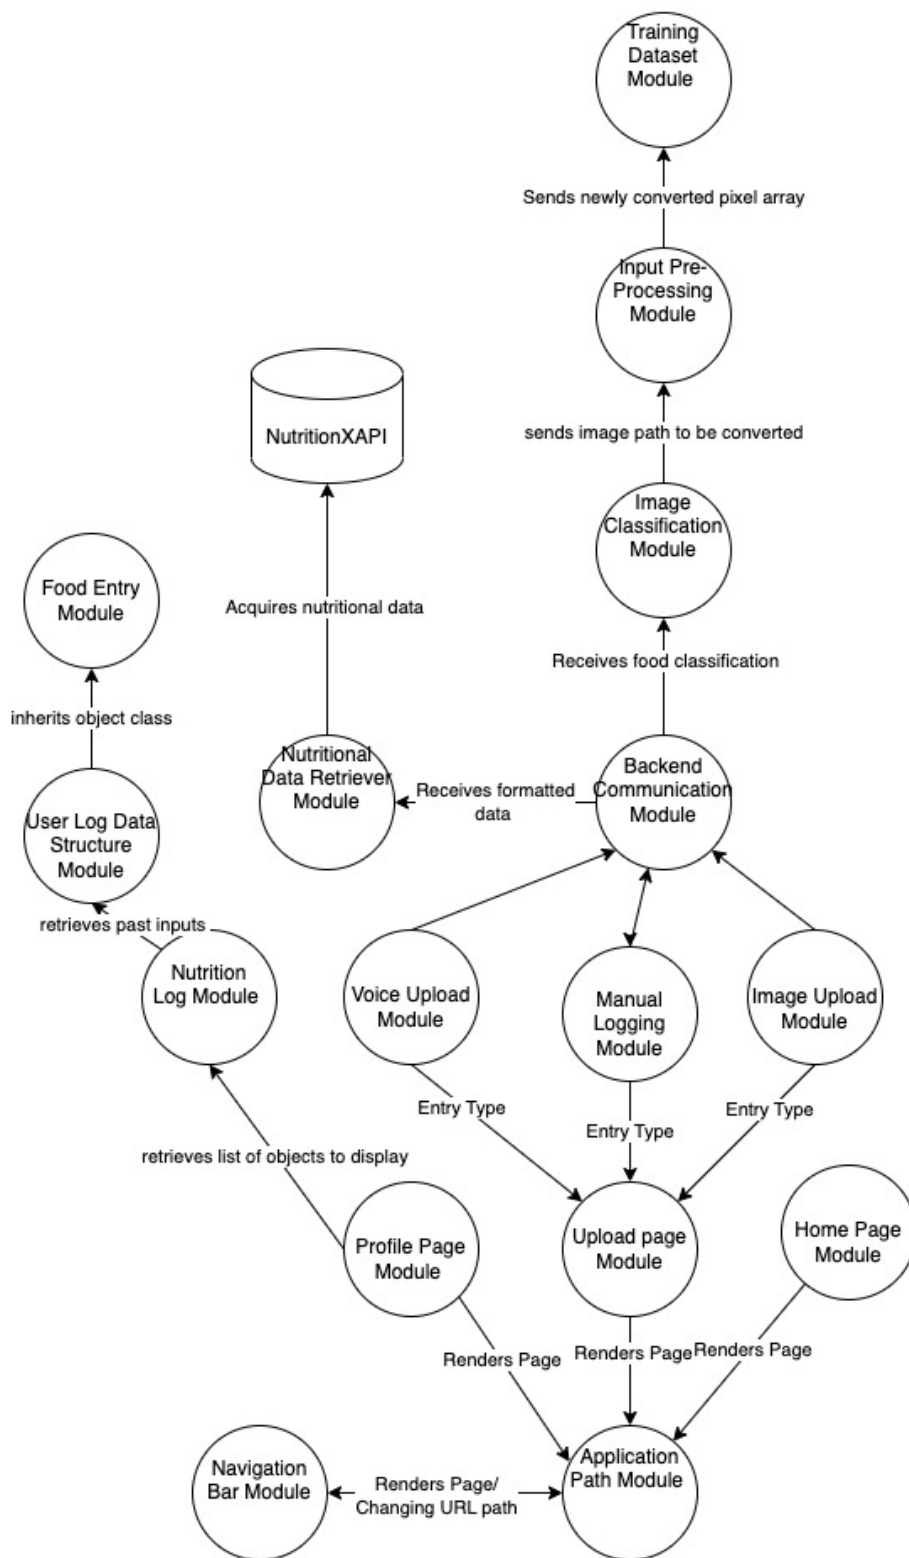 Training
Dataset
Module
Sends newly converted pixel array
Input Pre-
Processing
Module
sends image path to be converted
NutritionXAPI
Image
Classification
Module
Food Entry
Module
Acquires nutritional data
Receives food classification
inherits object class
Nutritional
Data Retriever
Module
Receives formatted
data
Backend
Communication
Module
User Log Data
Structure
Module
retrieves past inputs
Nutrition
Log Module
Voice Upload
Module
Manual
Logging
Module
Image Upload
Module
Entry Type
Entry Type
Entry Type
retrieves list of objects to display
Profile Page
Module
Upload page
Module
Home Page
Module
Renders Page
Renders Page
Renders Page
Navigation
Bar Module
Renders Page/
Changing URL path
Application
Path Module